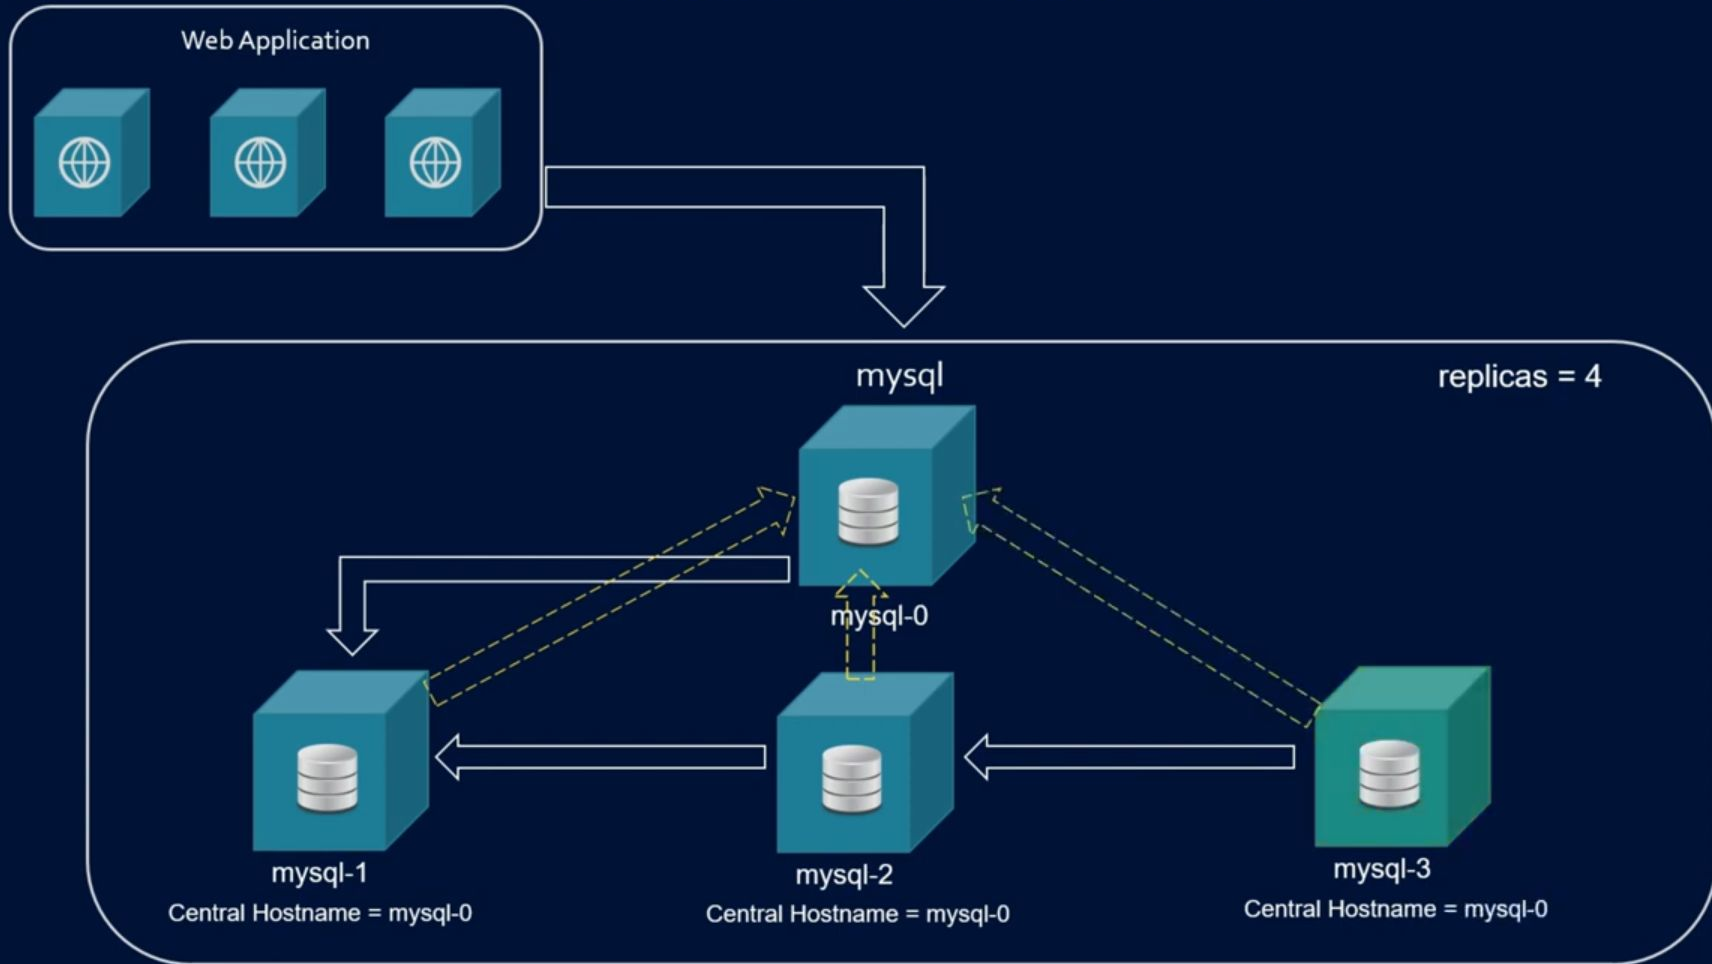 Web Application
mysql
replicas = 4
mysql-0
mysql-1
Central Hostname = mysql-0
mysql-2
Central Hostname = mysql-0
mysql-3
Central Hostname = mysql-0